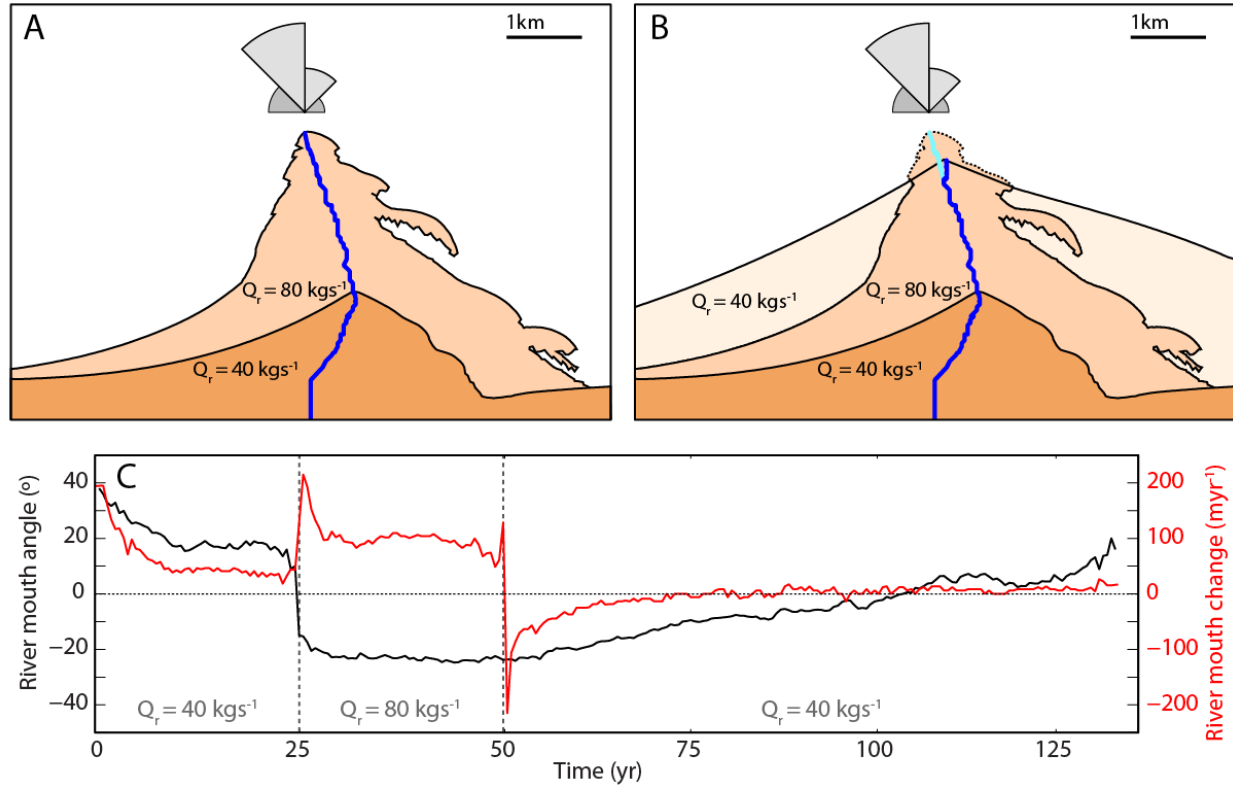 A
1km
Qᵣ = 80 kgs⁻¹
Qᵣ = 40 kgs⁻¹
B
1km
Qᵣ = 40 kgs⁻¹
Qᵣ = 80 kgs⁻¹
Qᵣ = 40 kgs⁻¹
C
River mouth angle (º)
40
20
0
−20
−40
200
100
0
−100
−200
River mouth change (myr⁻¹)
Qᵣ = 40 kgs⁻¹
Qᵣ = 80 kgs⁻¹
Qᵣ = 40 kgs⁻¹
0
25
50
75
100
125
Time (yr)